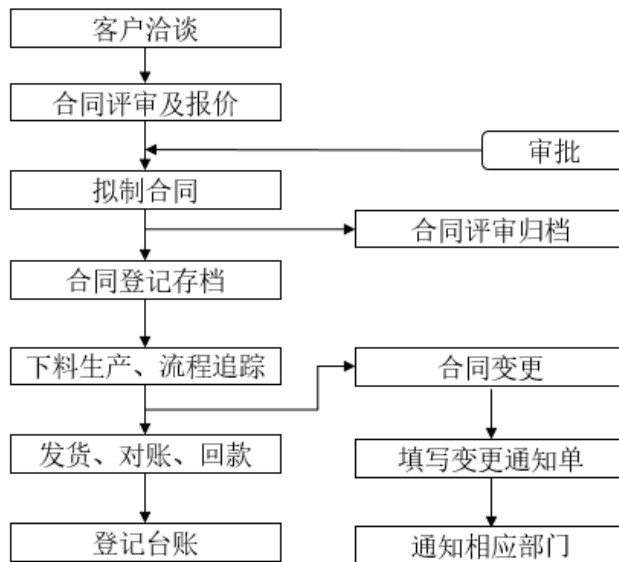 客户洽谈
合同评审及报价
审批
拟制合同
合同评审归档
合同登记存档
下料生产、流程追踪
合同变更
发货、对账、回款
填写变更通知单
登记台账
通知相应部门